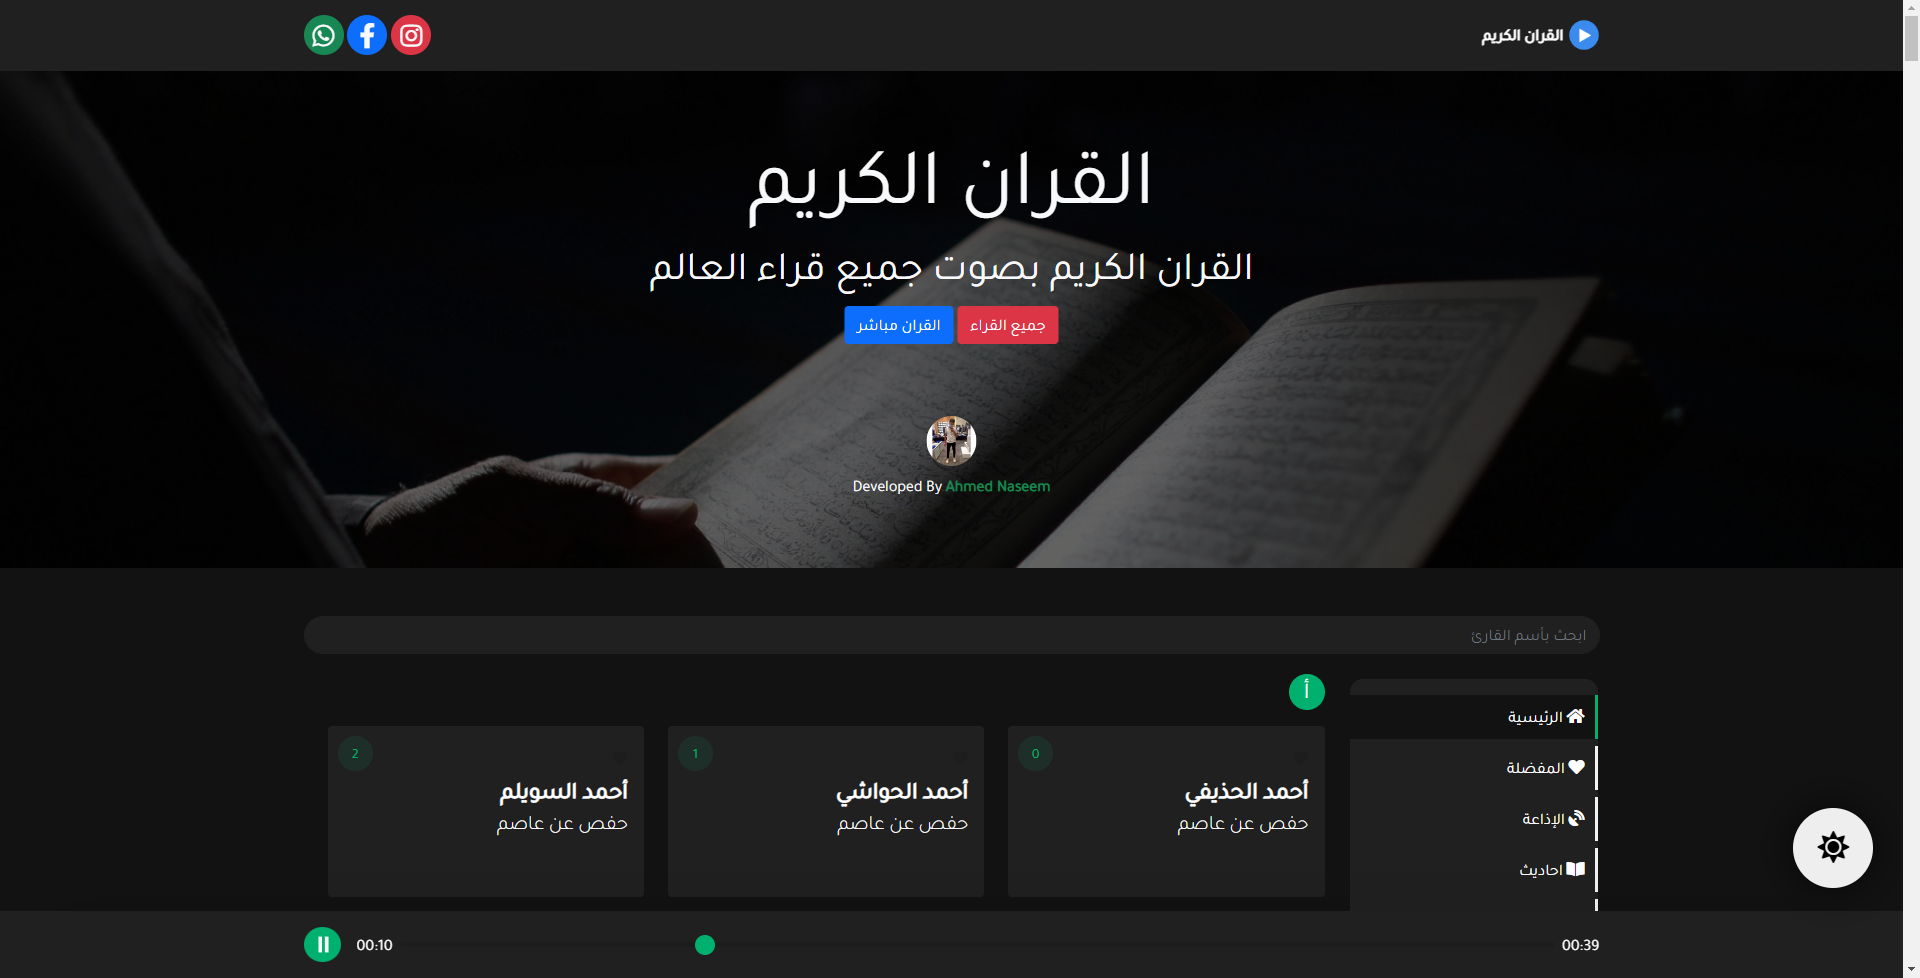 القران الكريم
القران الكريم
القران الكريم بصوت جميع قراء العالم
جميع القراء
القران مباشر
Developed By Ahmed Naseem
ابحث بأسم القارئ
الرئيسية
المفضلة
الإذاعة
احاديث
أ
0
أحمد الحذيفي
حفص عن عاصم
1
أحمد الحواشي
حفص عن عاصم
2
أحمد السويلم
حفص عن عاصم
00:10
00:39